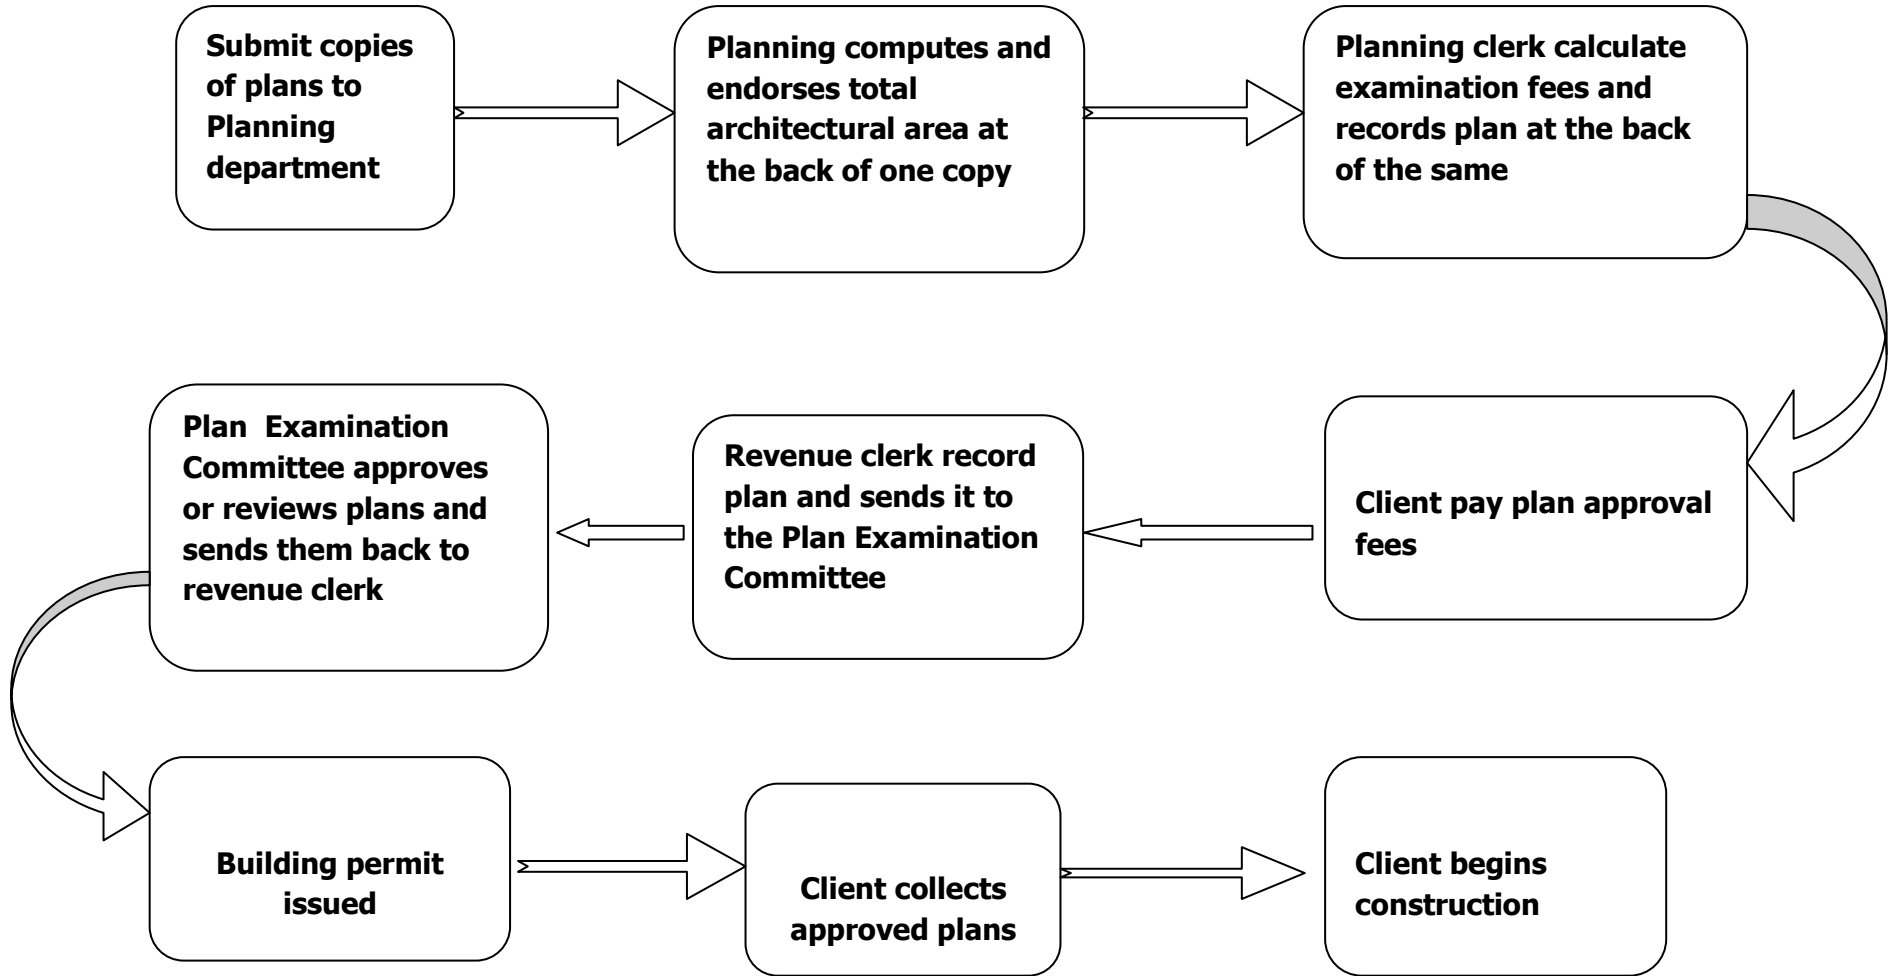 Submit copies
of plans to
Planning
department
Planning computes and
endorses total
architectural area at
the back of one copy
Planning clerk calculate
examination fees and
records plan at the back
of the same
Client pay plan approval
fees
Revenue clerk record
plan and sends it to
the Plan Examination
Committee
Plan  Examination
Committee approves
or reviews plans and
sends them back to
revenue clerk
Building permit
issued
Client collects
approved plans
Client begins
construction